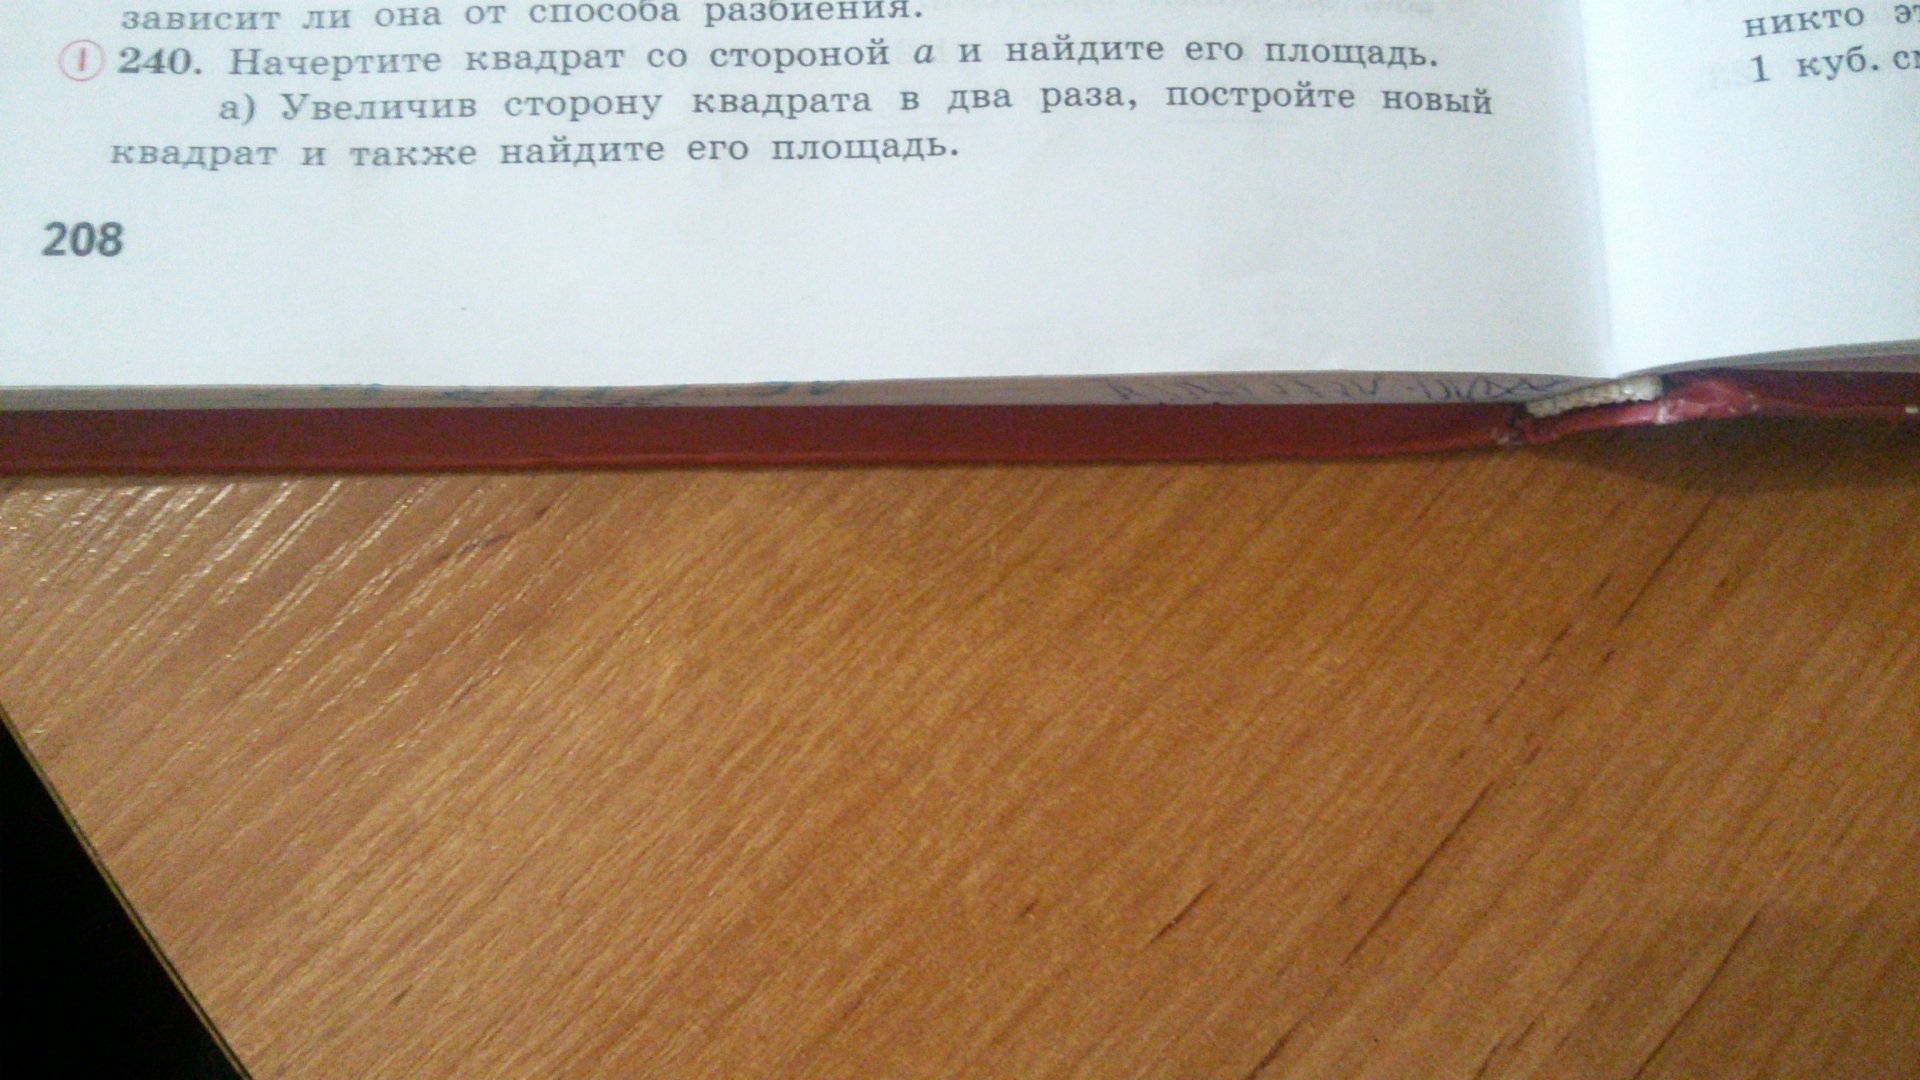 зависит ли она от способа разбиения.
1 240. Начертите квадрат со стороной a и найдите его площадь.
а) Увеличив сторону квадрата в два раза, постройте новый
квадрат и также найдите его площадь.
208
никто
1 куб.